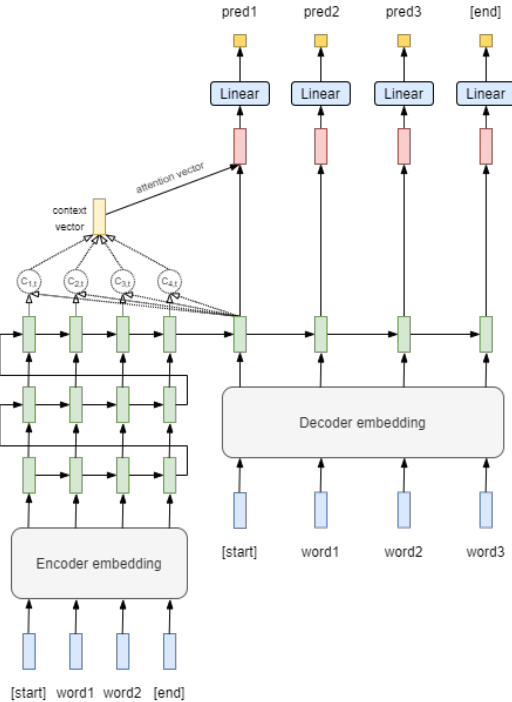 pred1 pred2 pred3 [end]
Linear Linear Linear Linear
attention vector
context
vector
C1,t C2,t C3,t C4,t
Decoder embedding
[start] word1 word2 word3
Encoder embedding
[start] word1 word2 [end]